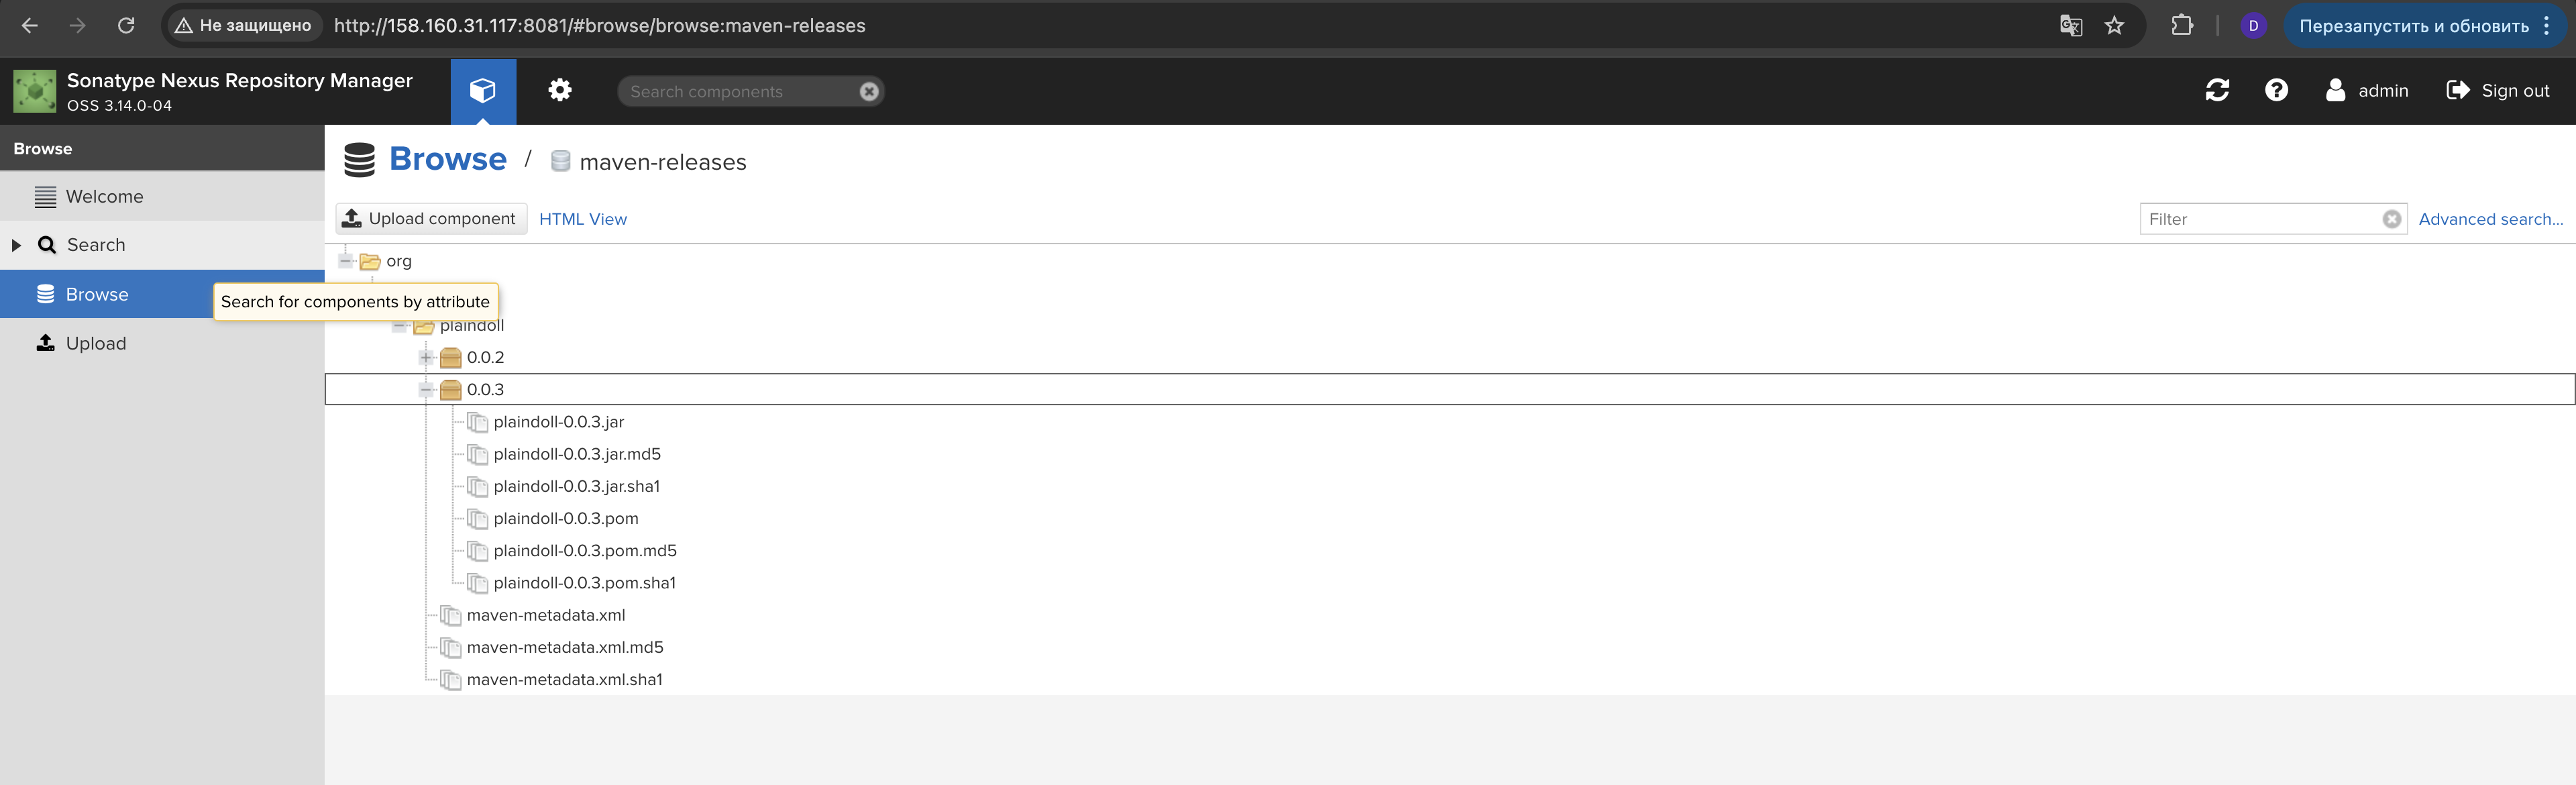 Не защищено
http://158.160.31.117:8081/#browse/browse:maven-releases
D
Перезапустить и обновить
Sonatype Nexus Repository Manager
OSS 3.14.0-04
Search components
admin
Sign out
Browse
Welcome
Search
Browse
Upload
Search for components by attribute
Browse / maven-releases
Upload component
HTML View
Filter
Advanced search...
org
plaindoll
0.0.2
0.0.3
plaindoll-0.0.3.jar
plaindoll-0.0.3.jar.md5
plaindoll-0.0.3.jar.sha1
plaindoll-0.0.3.pom
plaindoll-0.0.3.pom.md5
plaindoll-0.0.3.pom.sha1
maven-metadata.xml
maven-metadata.xml.md5
maven-metadata.xml.sha1